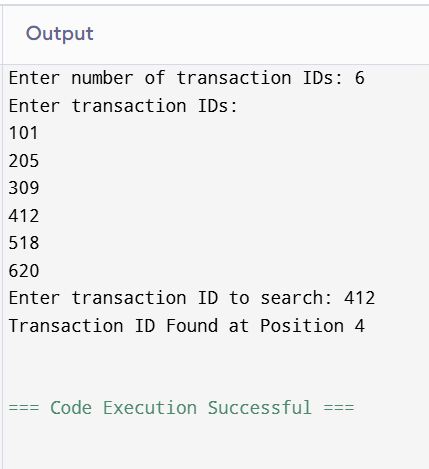 Output
Enter number of transaction IDs: 6
Enter transaction IDs:
101
205
309
412
518
620
Enter transaction ID to search: 412
Transaction ID Found at Position 4
=== Code Execution Successful ===